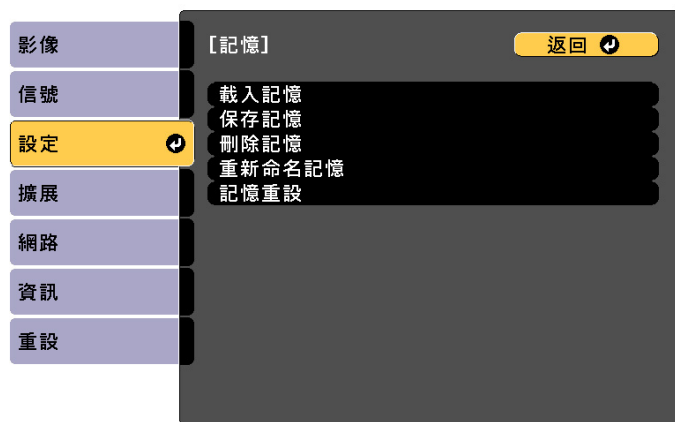 影像
信號
設定
擴展
網路
資訊
重設
[記憶]
返回
載入記憶
保存記憶
刪除記憶
重新命名記憶
記憶重設